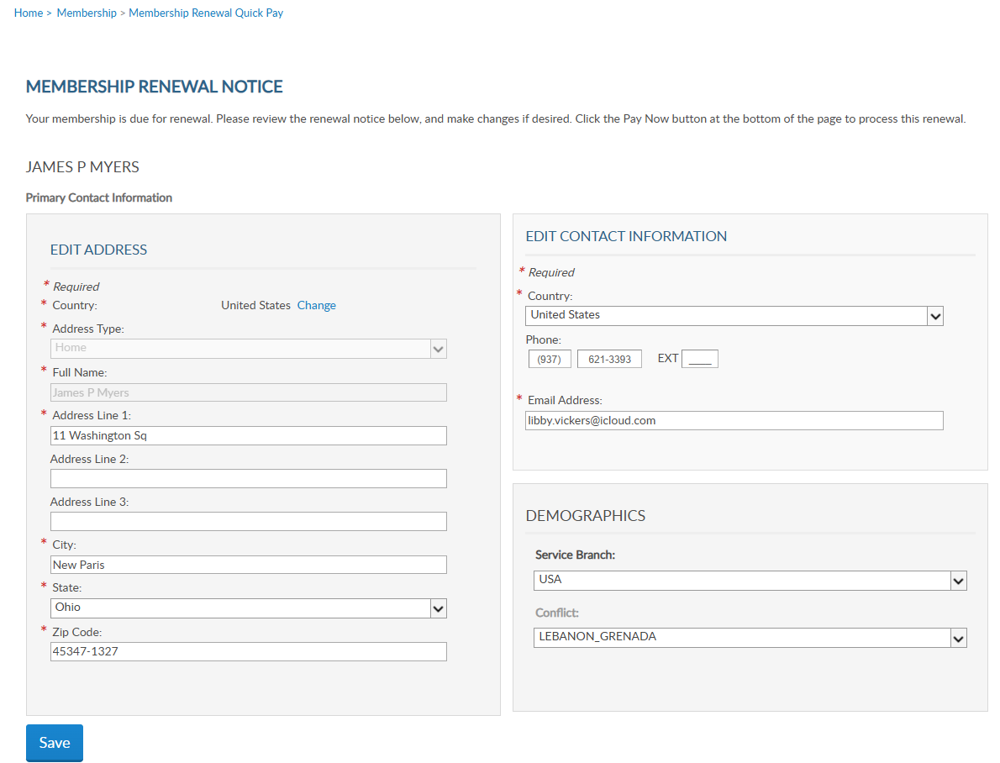 Home > Membership > Membership Renewal Quick Pay
MEMBERSHIP RENEWAL NOTICE
Your membership is due for renewal. Please review the renewal notice below, and make changes if desired. Click the Pay Now button at the bottom of the page to process this renewal.
JAMES P MYERS
Primary Contact Information
EDIT ADDRESS
* Required
* Country: United States Change
* Address Type:
Home
* Full Name:
James P Myers
* Address Line 1:
11 Washington Sq
Address Line 2:
Address Line 3:
* City:
New Paris
* State:
Ohio
* Zip Code:
45347-1327
EDIT CONTACT INFORMATION
* Required
* Country:
United States
Phone:
(937) 621-3393 EXT ____
* Email Address:
libby.vickers@icloud.com
DEMOGRAPHICS
Service Branch:
USA
Conflict:
LEBANON_GRENADA
Save